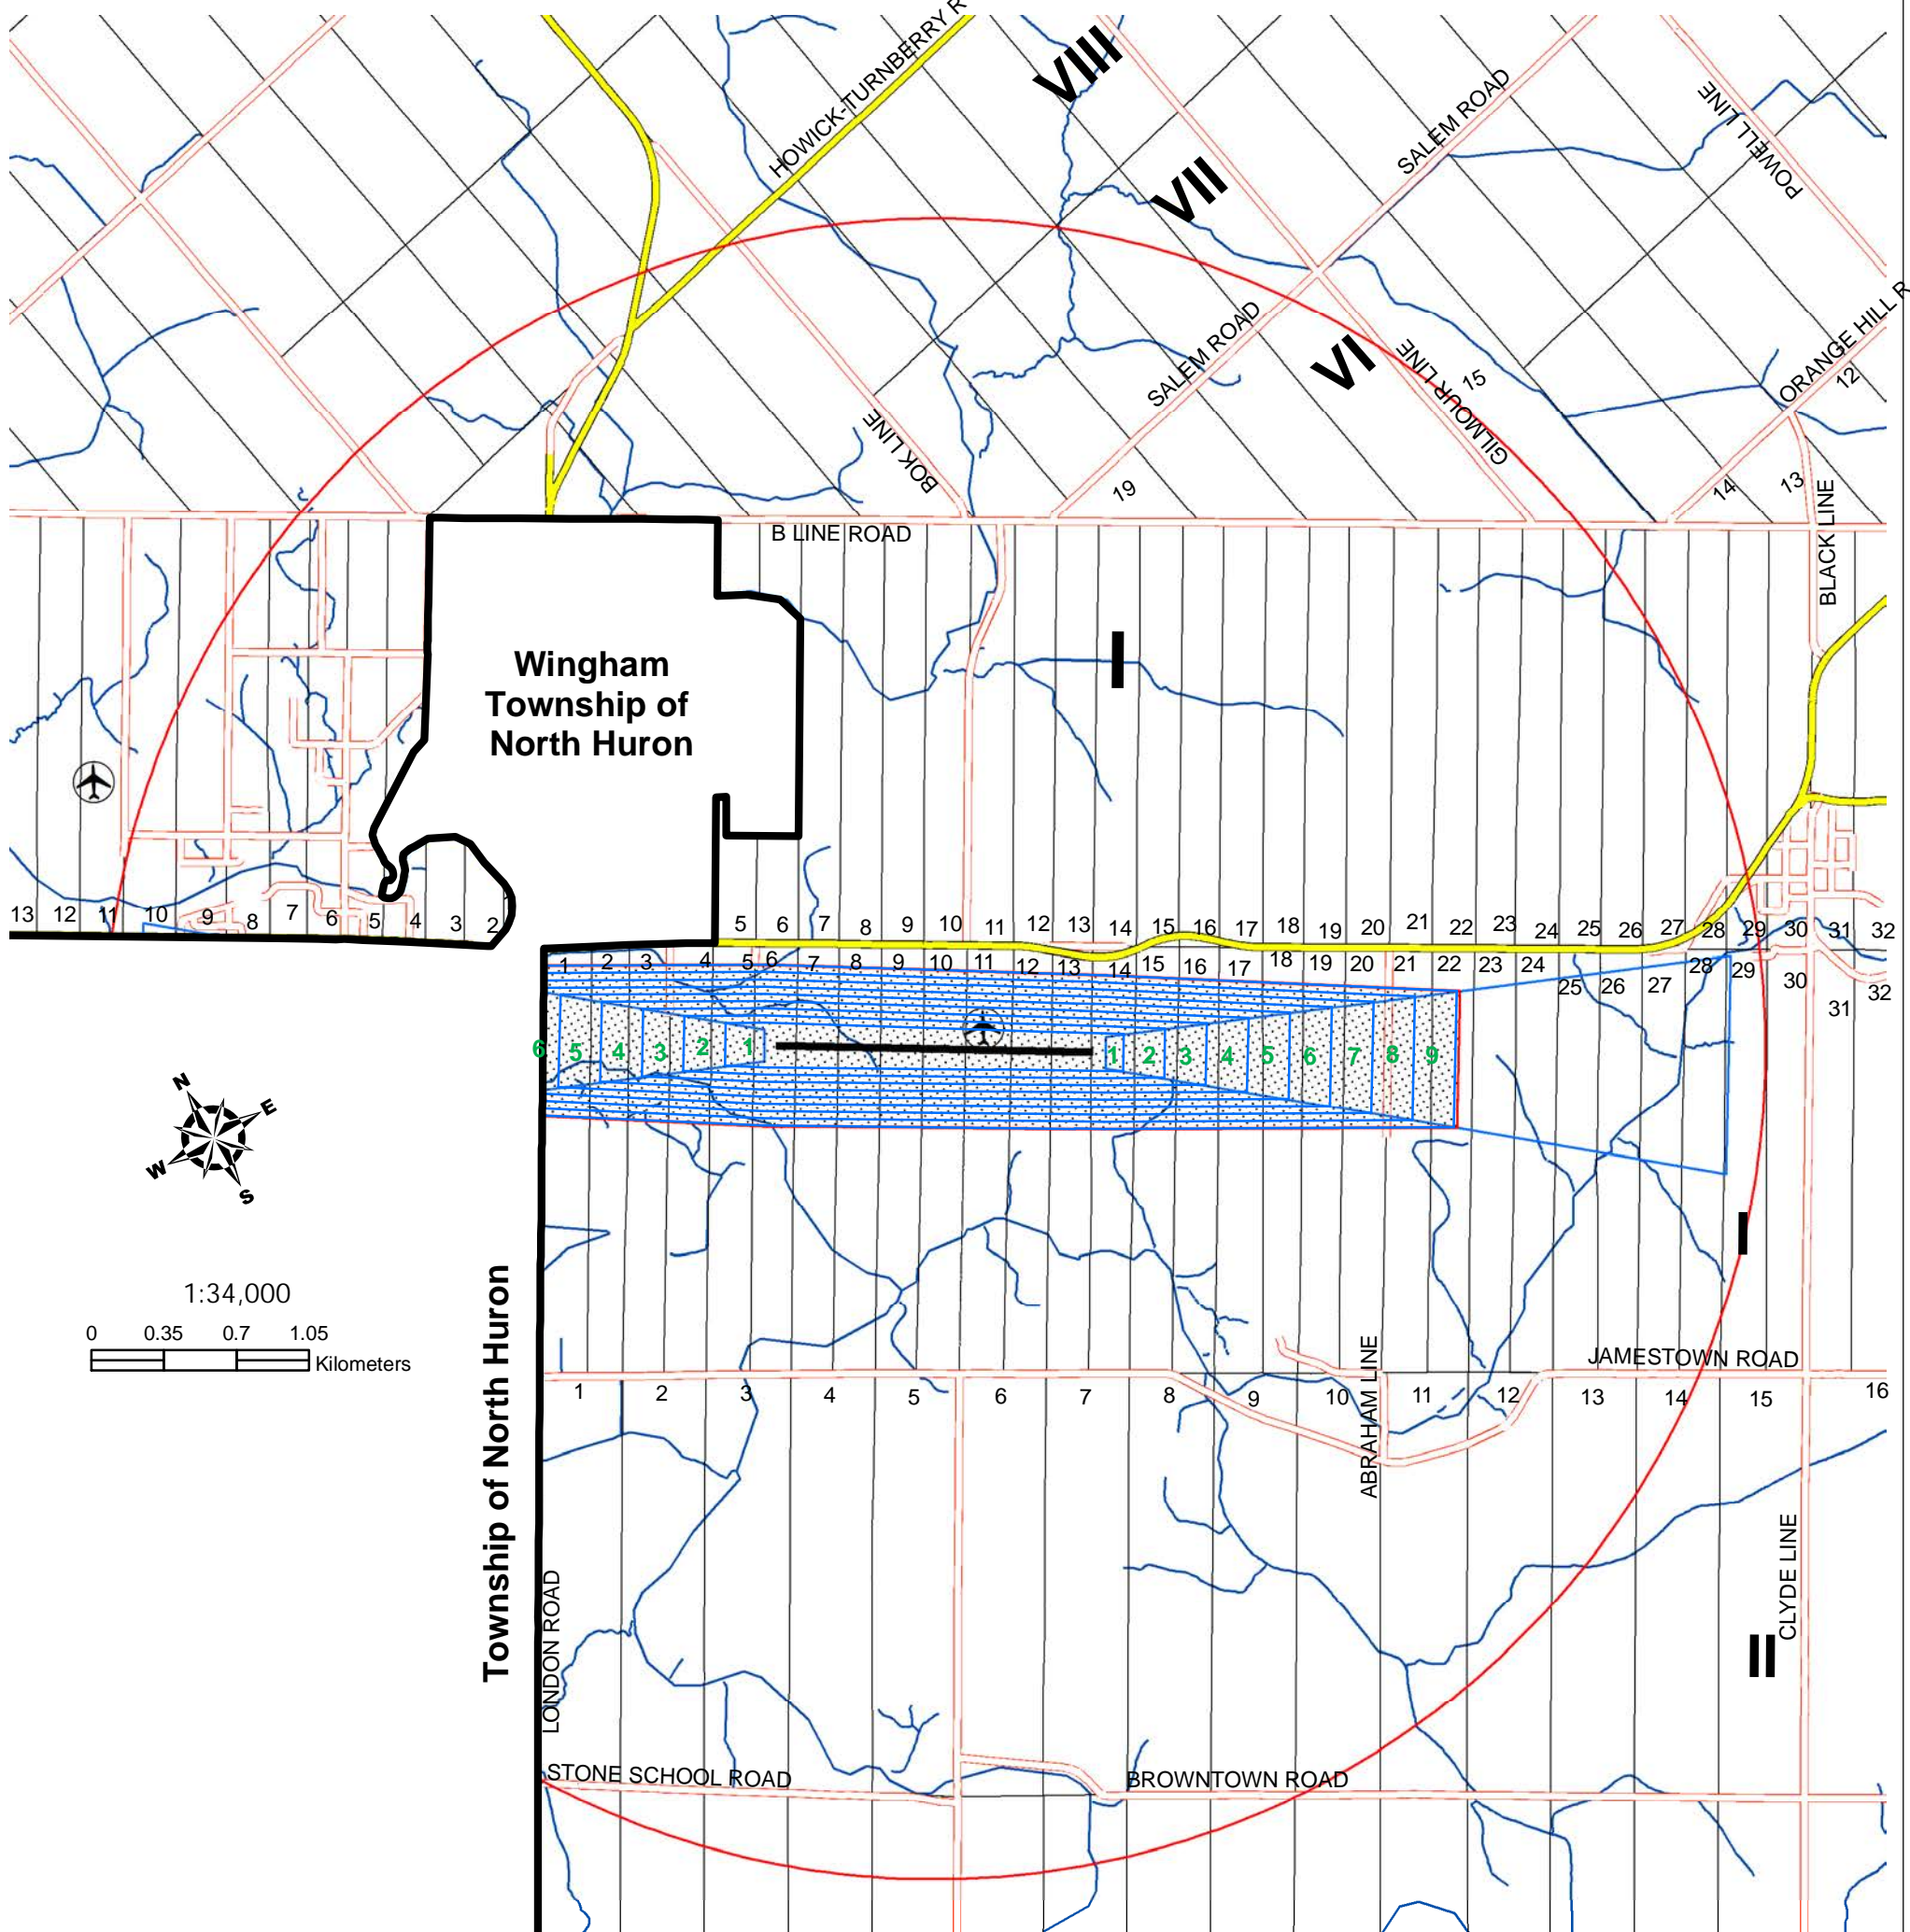 HOWICK-TURNBERRY R
VIII
SALEM ROAD
POWELL LINE
VII
ORANGE HILL R
SALEM ROAD
VI
GILMOUR LINE
15
12
BOK LINE
19
14
13
BLACK LINE
B LINE ROAD
I
Wingham
Township of
North Huron
13 12 11 10 9 8 7 6 5 4 3 2
5 6 7 8 9 10 11 12 13 14 15 16 17 18 19 20 21 22 23 24 25 26 27 28 29 30 31 32
1 2 3 4 5 6 7 8 9 10 11 12 13 14 15 16 17 18 19 20 21 22 23 24 25 26 27 28 29 30 31 32
6 5 4 3 2 1
1 2 3 4 5 6 7 8 9
N
E
W
S
I
1:34,000
0 0.35 0.7 1.05
Kilometers
Township of North Huron
JAMESTOWN ROAD
1 2 3 4 5 6 7 8 9 10 11 12 13 14 15 16
ABRAHAM LINE
CLYDE LINE
II
LONDON ROAD
STONE SCHOOL ROAD
BROWNTOWN ROAD